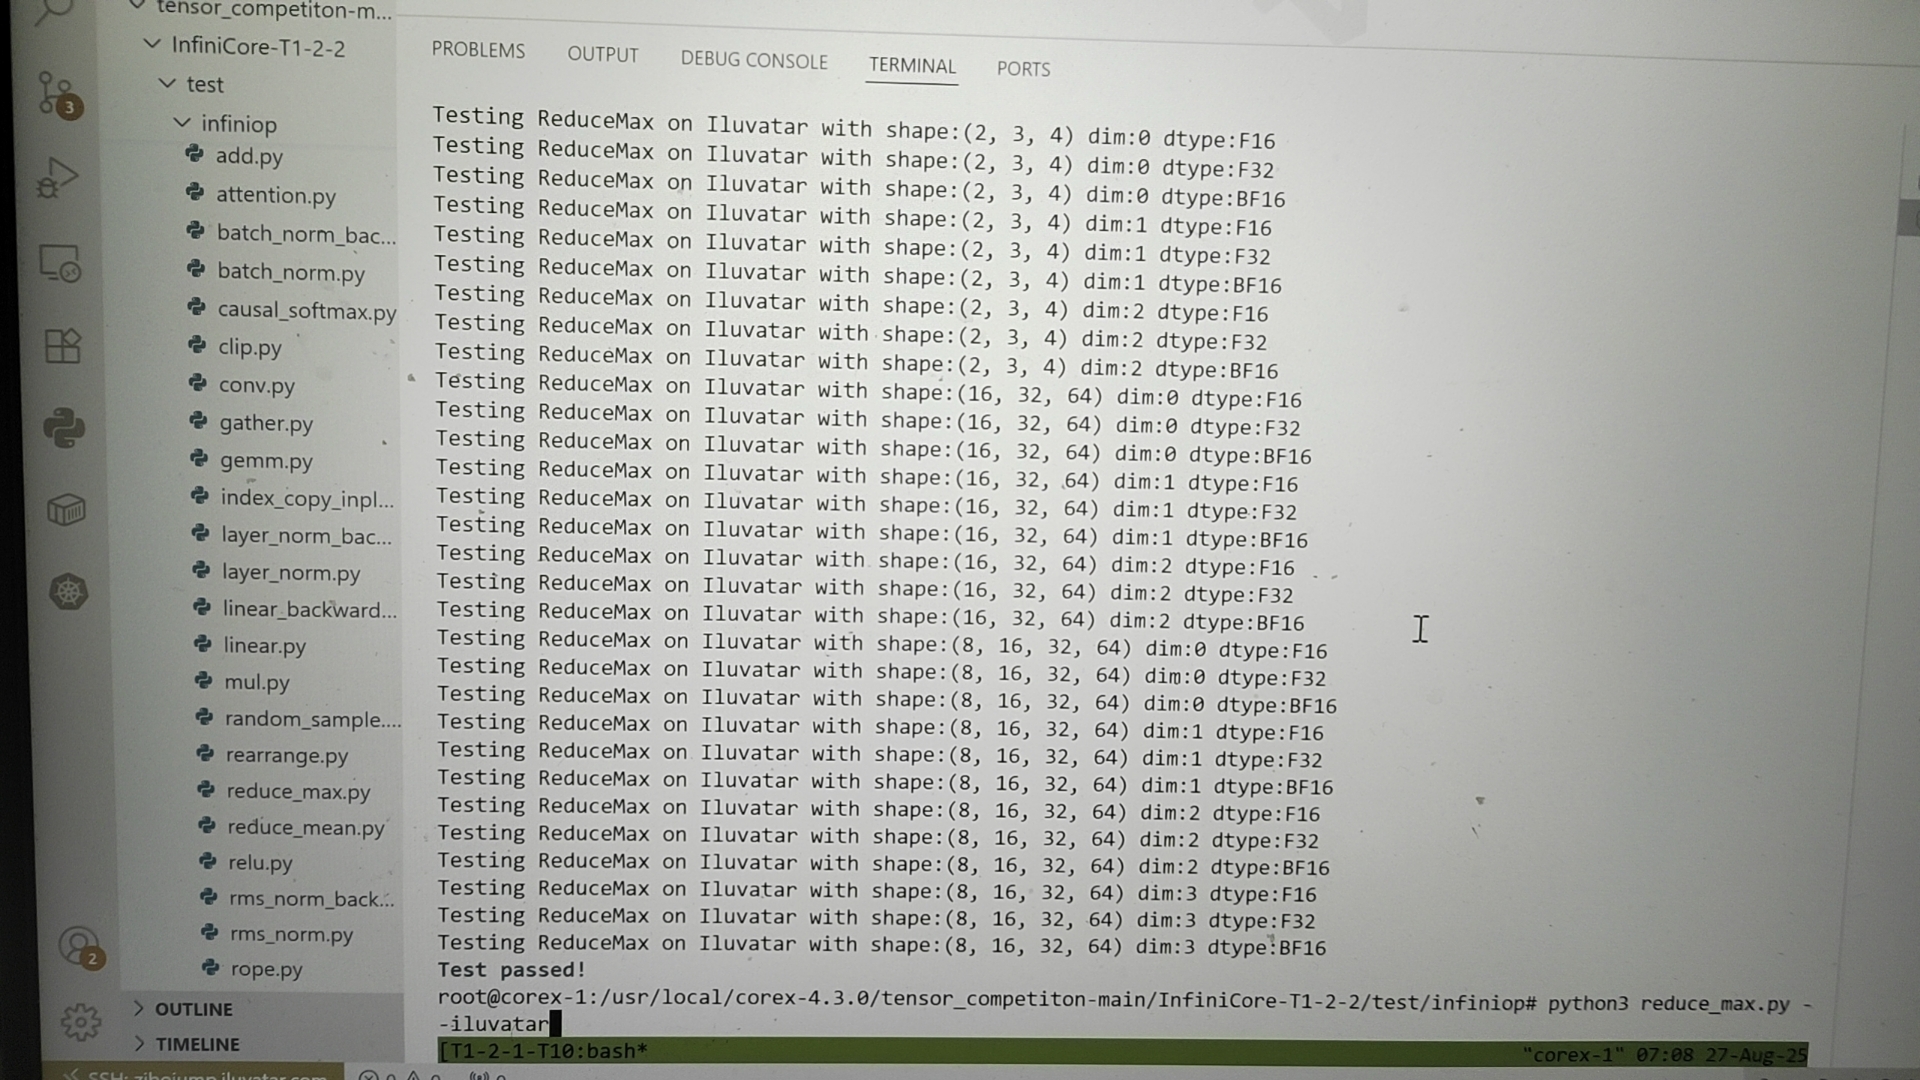 tensor_competiton-m...
InfiniCore-T1-2-2
test
infiniop
add.py
attention.py
batch_norm_bac...
batch_norm.py
causal_softmax.py
clip.py
conv.py
gather.py
gemm.py
index_copy_inpl...
layer_norm_bac...
layer_norm.py
linear_backward...
linear.py
mul.py
random_sample....
rearrange.py
reduce_max.py
reduce_mean.py
relu.py
rms_norm_back...
rms_norm.py
rope.py
OUTLINE
TIMELINE
3
2
PROBLEMS OUTPUT DEBUG CONSOLE TERMINAL PORTS
Testing ReduceMax on Iluvatar with shape:(2, 3, 4) dim:0 dtype:F16
Testing ReduceMax on Iluvatar with shape:(2, 3, 4) dim:0 dtype:F32
Testing ReduceMax on Iluvatar with shape:(2, 3, 4) dim:0 dtype:BF16
Testing ReduceMax on Iluvatar with shape:(2, 3, 4) dim:1 dtype:F16
Testing ReduceMax on Iluvatar with shape:(2, 3, 4) dim:1 dtype:F32
Testing ReduceMax on Iluvatar with shape:(2, 3, 4) dim:1 dtype:BF16
Testing ReduceMax on Iluvatar with shape:(2, 3, 4) dim:2 dtype:F16
Testing ReduceMax on Iluvatar with shape:(2, 3, 4) dim:2 dtype:F32
Testing ReduceMax on Iluvatar with shape:(2, 3, 4) dim:2 dtype:BF16
Testing ReduceMax on Iluvatar with shape:(16, 32, 64) dim:0 dtype:F16
Testing ReduceMax on Iluvatar with shape:(16, 32, 64) dim:0 dtype:F32
Testing ReduceMax on Iluvatar with shape:(16, 32, 64) dim:0 dtype:BF16
Testing ReduceMax on Iluvatar with shape:(16, 32, 64) dim:1 dtype:F16
Testing ReduceMax on Iluvatar with shape:(16, 32, 64) dim:1 dtype:F32
Testing ReduceMax on Iluvatar with shape:(16, 32, 64) dim:1 dtype:BF16
Testing ReduceMax on Iluvatar with shape:(16, 32, 64) dim:2 dtype:F16
Testing ReduceMax on Iluvatar with shape:(16, 32, 64) dim:2 dtype:F32
Testing ReduceMax on Iluvatar with shape:(16, 32, 64) dim:2 dtype:BF16
Testing ReduceMax on Iluvatar with shape:(8, 16, 32, 64) dim:0 dtype:F16
Testing ReduceMax on Iluvatar with shape:(8, 16, 32, 64) dim:0 dtype:F32
Testing ReduceMax on Iluvatar with shape:(8, 16, 32, 64) dim:0 dtype:BF16
Testing ReduceMax on Iluvatar with shape:(8, 16, 32, 64) dim:1 dtype:F16
Testing ReduceMax on Iluvatar with shape:(8, 16, 32, 64) dim:1 dtype:F32
Testing ReduceMax on Iluvatar with shape:(8, 16, 32, 64) dim:1 dtype:BF16
Testing ReduceMax on Iluvatar with shape:(8, 16, 32, 64) dim:2 dtype:F16
Testing ReduceMax on Iluvatar with shape:(8, 16, 32, 64) dim:2 dtype:F32
Testing ReduceMax on Iluvatar with shape:(8, 16, 32, 64) dim:2 dtype:BF16
Testing ReduceMax on Iluvatar with shape:(8, 16, 32, 64) dim:3 dtype:F16
Testing ReduceMax on Iluvatar with shape:(8, 16, 32, 64) dim:3 dtype:F32
Testing ReduceMax on Iluvatar with shape:(8, 16, 32, 64) dim:3 dtype:BF16
Test passed!
root@corex-1:/usr/local/corex-4.3.0/tensor_competiton-main/InfiniCore-T1-2-2/test/infiniop# python3 reduce_max.py -
-iluvatar
[T1-2-1-T10:bash* "corex-1" 07:08 27-Aug-25